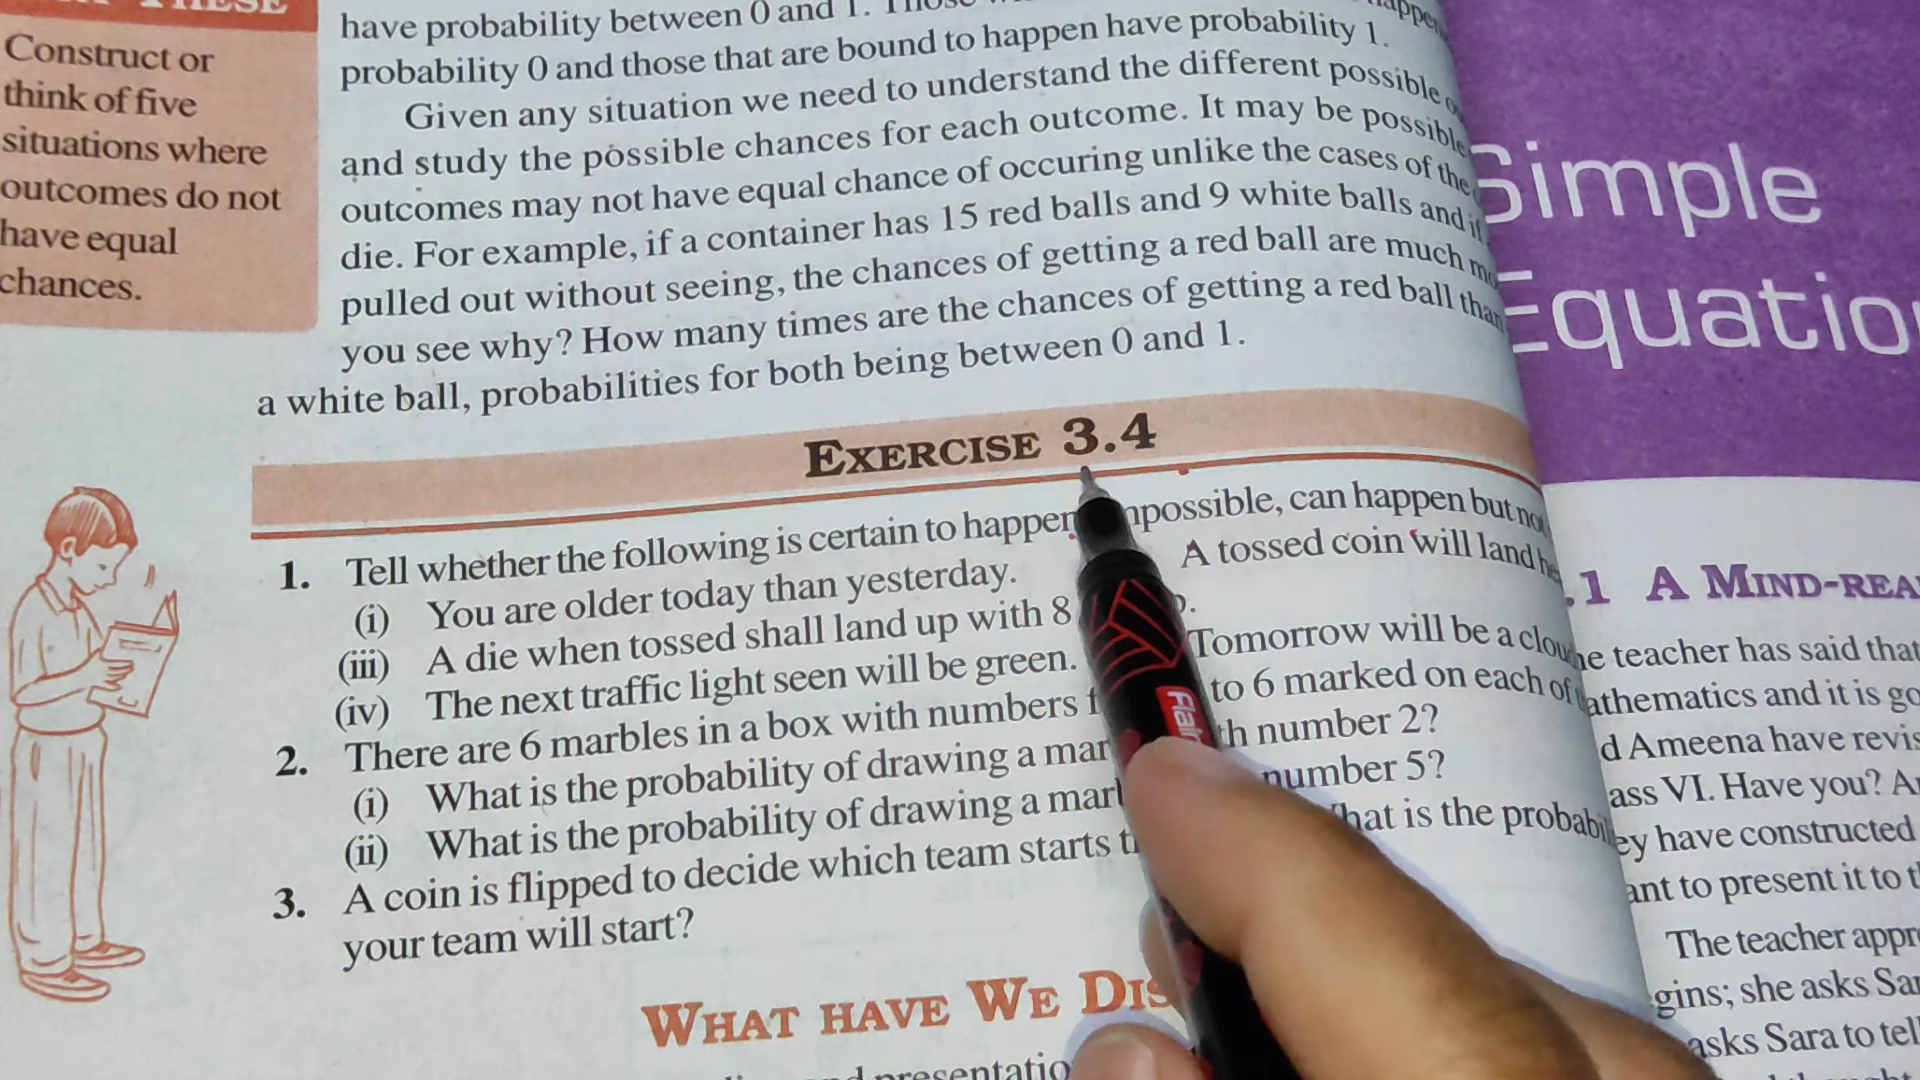 THESE
Construct or
think of five
situations where
outcomes do not
have equal
chances.
have probability between 0 and 1.
probability 0 and those that are bound to happen have probability 1.
Given any situation we need to understand the different possible
and study the possible chances for each outcome. It may be possible
outcomes may not have equal chance of occuring unlike the cases of the
die. For example, if a container has 15 red balls and 9 white balls and if
pulled out without seeing, the chances of getting a red ball are much
you see why? How many times are the chances of getting a red ball than
a white ball, probabilities for both being between 0 and 1.
EXERCISE 3.4
1. Tell whether the following is certain to happen, impossible, can happen but not
(i) You are older today than yesterday. A tossed coin will land
(iii) A die when tossed shall land up with 8
(iv) The next traffic light seen will be green. Tomorrow will be a
2. There are 6 marbles in a box with numbers to 6 marked on each of
(i) What is the probability of drawing a number 2?
(ii) What is the probability of drawing a number 5?
3. A coin is flipped to decide which team starts What is the
your team will start?
WHAT HAVE WE
Simple
Equatio
.1 A MIND-REA
teacher has said that
athematics and it is go
d Ameena have revis
ass VI. Have you? A
ey have constructed
ant to present it to t
The teacher appr
gins; she asks Sar
asks Sara to tell
Flair